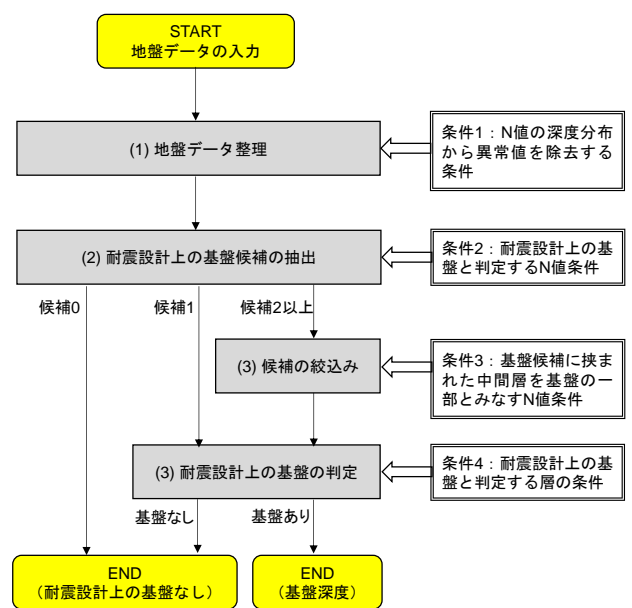 START
地盤データの入力
(1) 地盤データ整理
条件1：N値の深度分布
から異常値を除去する
条件
(2) 耐震設計上の基盤候補の抽出
条件2：耐震設計上の基
盤と判定するN値条件
候補0
候補1
候補2以上
(3) 候補の絞込み
条件3：基盤候補に挟ま
れた中間層を基盤の一
部とみなすN値条件
(3) 耐震設計上の基盤の判定
条件4：耐震設計上の基
盤と判定する層の条件
基盤なし
基盤あり
END
（耐震設計上の基盤なし）
END
（基盤深度）